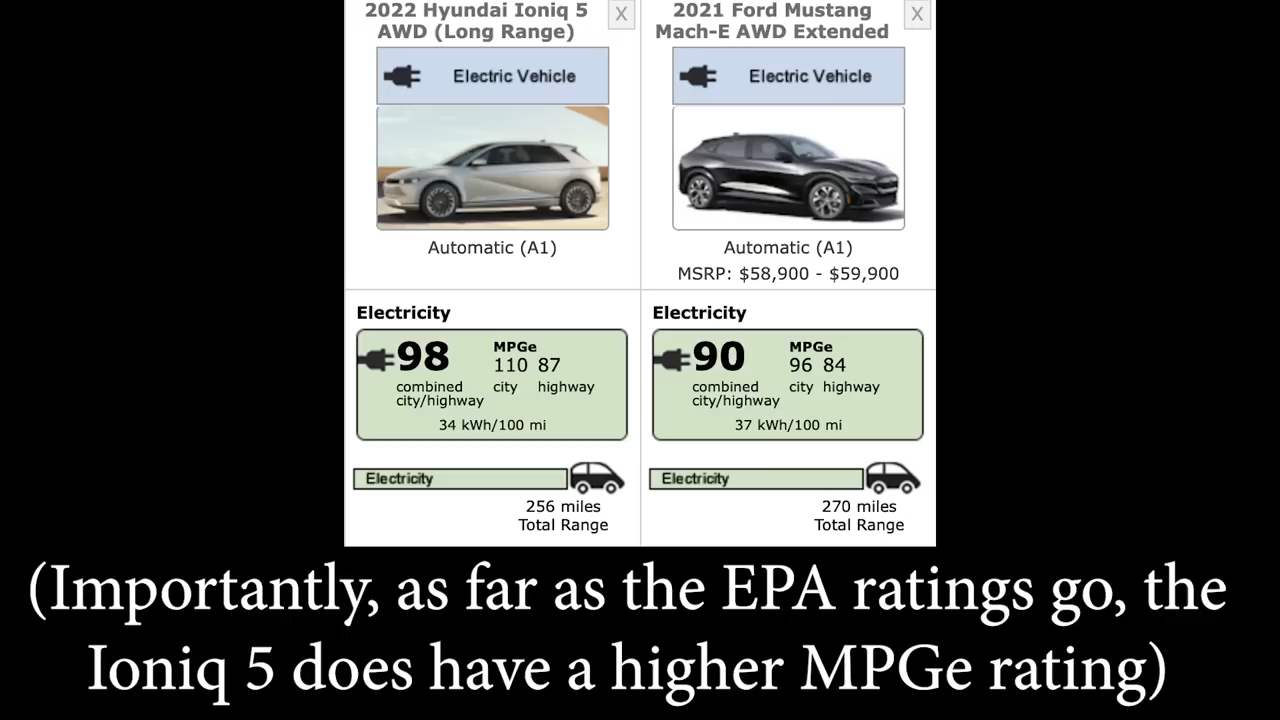 2022 Hyundai Ioniq 5
AWD (Long Range)
X
Electric Vehicle
Automatic (A1)
Electricity
98
combined
city/highway
MPGe
110 87
city highway
34 kWh/100 mi
Electricity
256 miles
Total Range
2021 Ford Mustang
Mach-E AWD Extended
X
Electric Vehicle
Automatic (A1)
MSRP: $58,900 - $59,900
Electricity
90
combined
city/highway
MPGe
96 84
city highway
37 kWh/100 mi
Electricity
270 miles
Total Range
(Importantly, as far as the EPA ratings go, the
Ioniq 5 does have a higher MPGe rating)